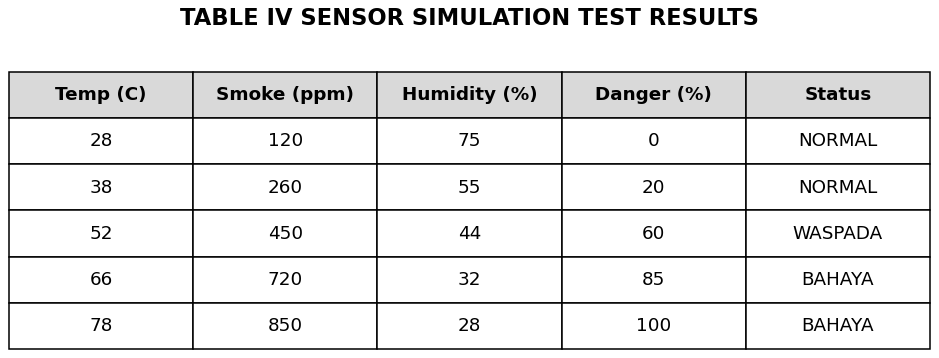 TABLE IV SENSOR SIMULATION TEST RESULTS
Temp (C) Smoke (ppm) Humidity (%) Danger (%) Status
28 120 75 0 NORMAL
38 260 55 20 NORMAL
52 450 44 60 WASPADA
66 720 32 85 BAHAYA
78 850 28 100 BAHAYA